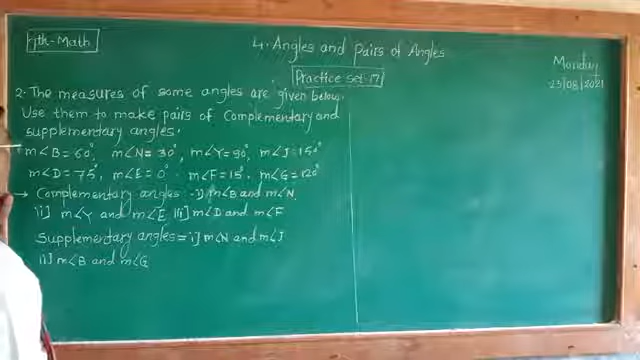 7th-Math
4. Angles and Pairs of Angles
Monday
23/08/2021
Practice set-17
2. The measures of some angles are given below.
Use them to make pairs of Complementary and
supplementary angles.
m∠B = 60°, m∠N = 30°, m∠Y = 90°, m∠J = 150°
m∠D = 75°, m∠E = 0° m∠F = 15° m∠G = 120°
→ Complementary angles - i] m∠B and m∠N.
ii] m∠Y and m∠E iii] m∠D and m∠F
Supplementary angles = i] m∠N and m∠J
ii] m∠B and m∠G